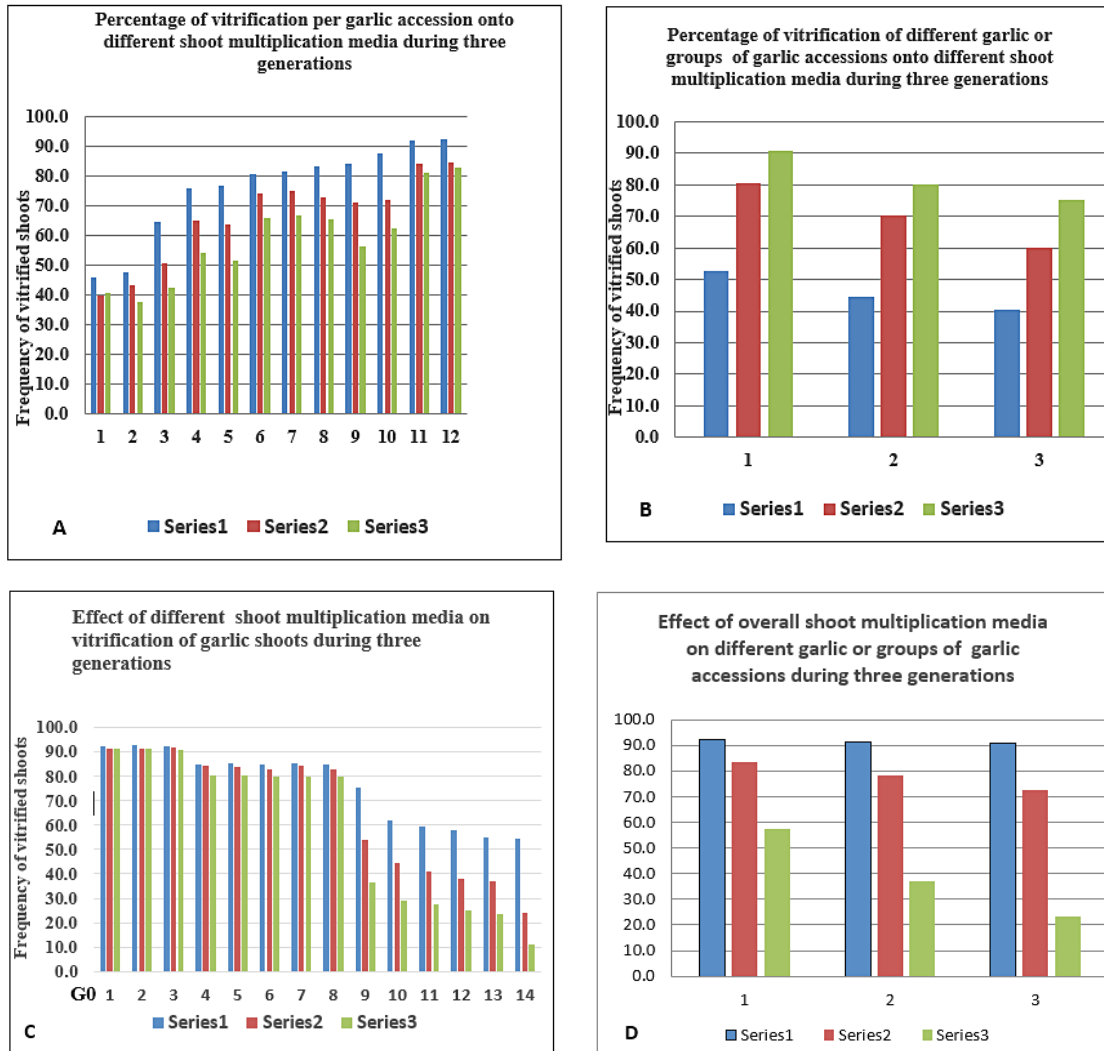 Percentage of vitrification per garlic accession onto
different shoot multiplication media during three
generations
Frequency of vitrified shoots
100.0
90.0
80.0
70.0
60.0
50.0
40.0
30.0
20.0
10.0
0.0
1 2 3 4 5 6 7 8 9 10 11 12
A
Series1 Series2 Series3
Percentage of vitrification of different garlic or
groups of garlic accessions onto different shoot
multiplication media during three generations
Frequency of vitrified shoots
100.0
90.0
80.0
70.0
60.0
50.0
40.0
30.0
20.0
10.0
0.0
1 2 3
B
Series1 Series2 Series3
Effect of different shoot multiplication media on
vitrification of garlic shoots during three
generations
Frequency of vitrified shoots
100.0
90.0
80.0
70.0
60.0
50.0
40.0
30.0
20.0
10.0
0.0
G0 1 2 3 4 5 6 7 8 9 10 11 12 13 14
C
Series1 Series2 Series3
Effect of overall shoot multiplication media
on different garlic or groups of garlic
accessions during three generations
100.0
90.0
80.0
70.0
60.0
50.0
40.0
30.0
20.0
10.0
0.0
1 2 3
D
Series1 Series2 Series3